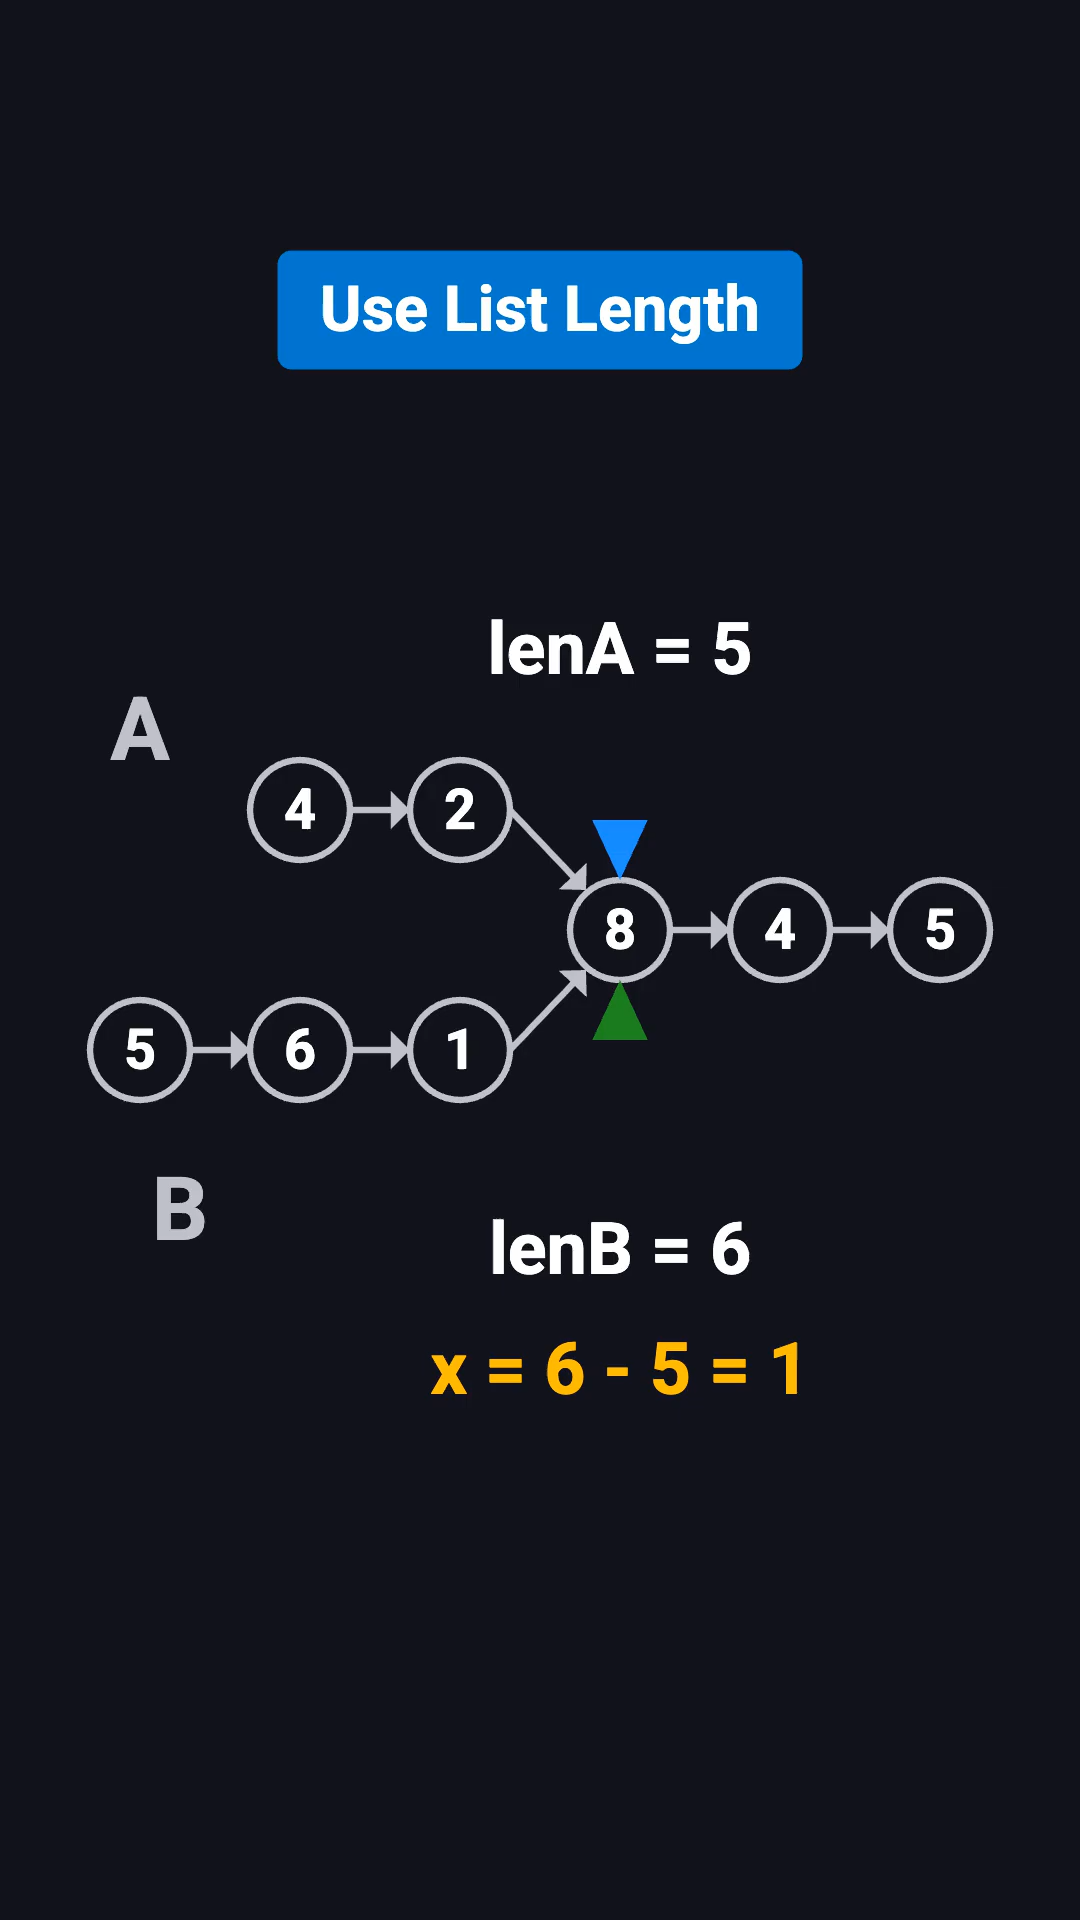 Use List Length
lenA = 5
A
4 2
8 4 5
5 6 1
B
lenB = 6
x = 6 - 5 = 1